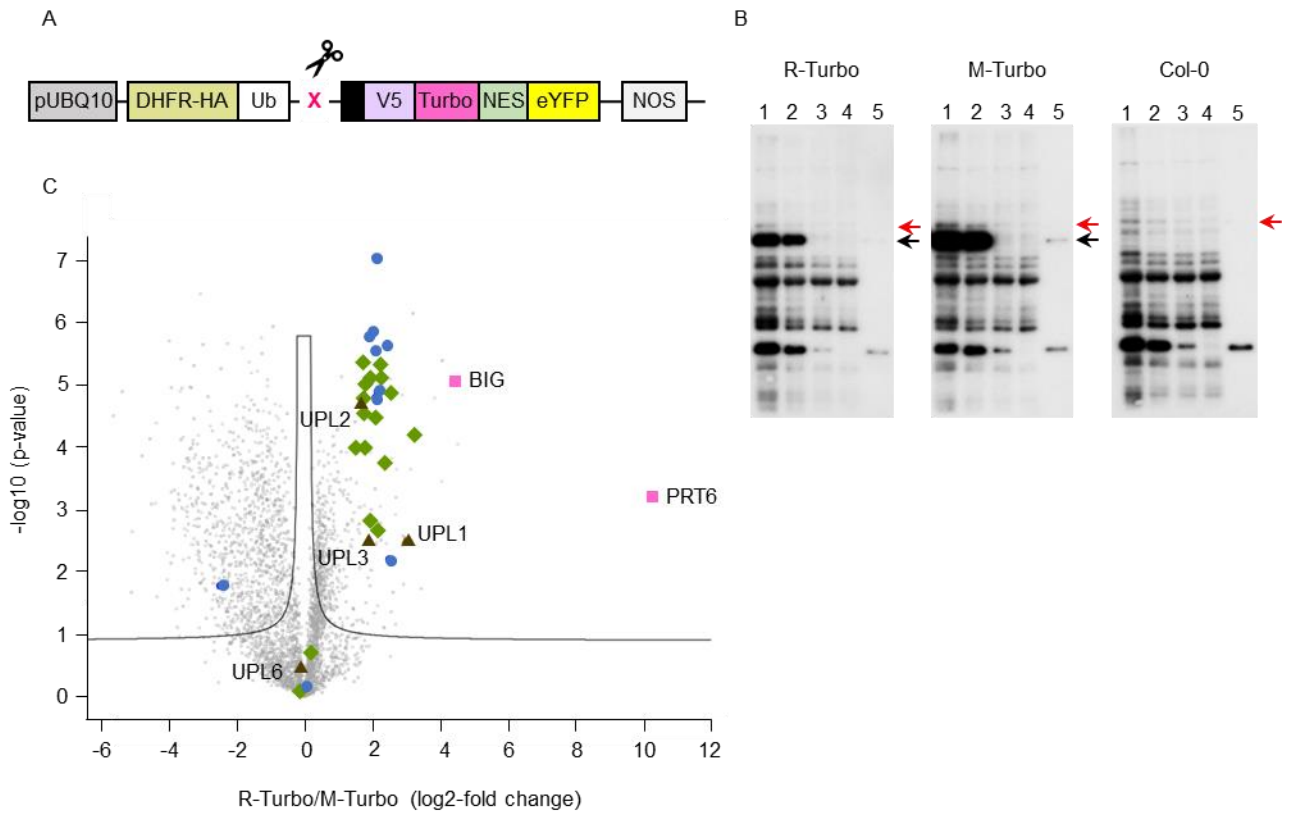 A
pUBQ10 DHFR-HA Ub X V5 Turbo NES eYFP NOS
B
R-Turbo M-Turbo Col-0
1 2 3 4 5 1 2 3 4 5 1 2 3 4 5
C
7
6
5
4
3
2
1
0
-log10 (p-value)
BIG
UPL2
PRT6
UPL1
UPL3
UPL6
-6 -4 -2 0 2 4 6 8 10 12
R-Turbo/M-Turbo (log2-fold change)